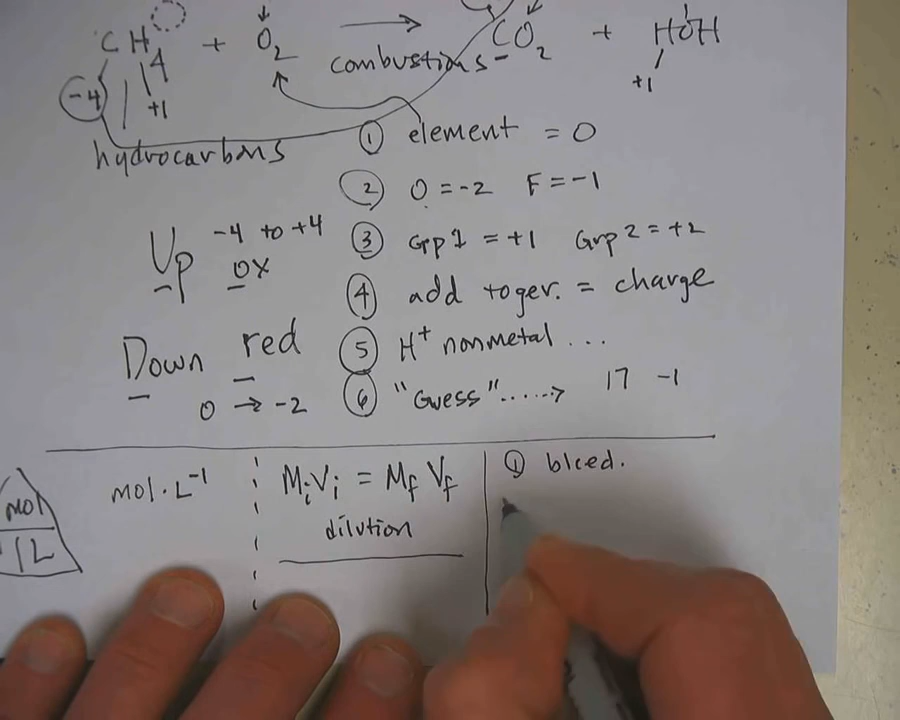 CH4 + O2 → CO2 + HOH
combustions
-4 +1 +1
hydrocarbons
① element = 0
② O = -2 F = -1
③ Grp 1 = +1 Grp 2 = +2
④ add toger. = charge
⑤ H+ nonmetal ...
⑥ "Guess".....→ 17 -1
Up -4 to +4
ox
Down red
0 → -2
mol
1L
mol·L⁻¹
MiVi = MfVf
dilution
① bleed.